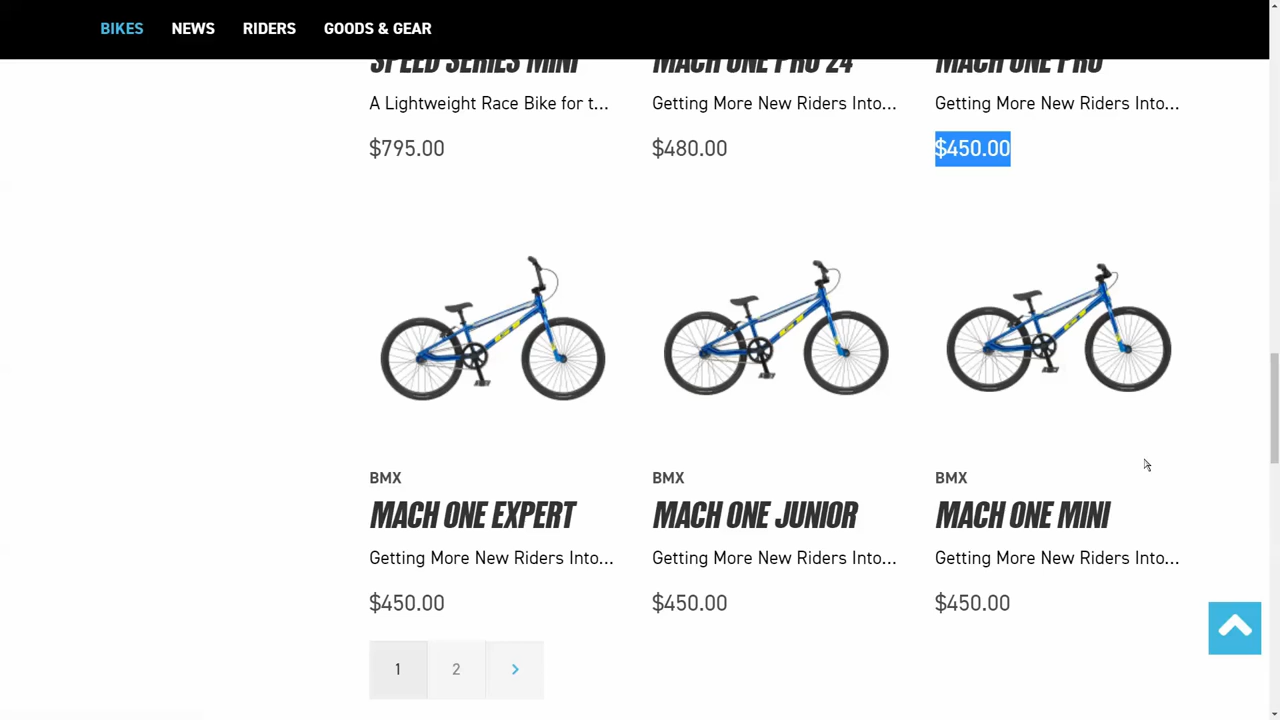 BIKES NEWS RIDERS GOODS & GEAR
SPEED SERIES MINI
A Lightweight Race Bike for t...
$795.00
MACH ONE PRO 24
Getting More New Riders Into...
$480.00
MACH ONE PRO
Getting More New Riders Into...
$450.00
GT
BMX
MACH ONE EXPERT
Getting More New Riders Into...
$450.00
GT
BMX
MACH ONE JUNIOR
Getting More New Riders Into...
$450.00
GT
BMX
MACH ONE MINI
Getting More New Riders Into...
$450.00
1 2